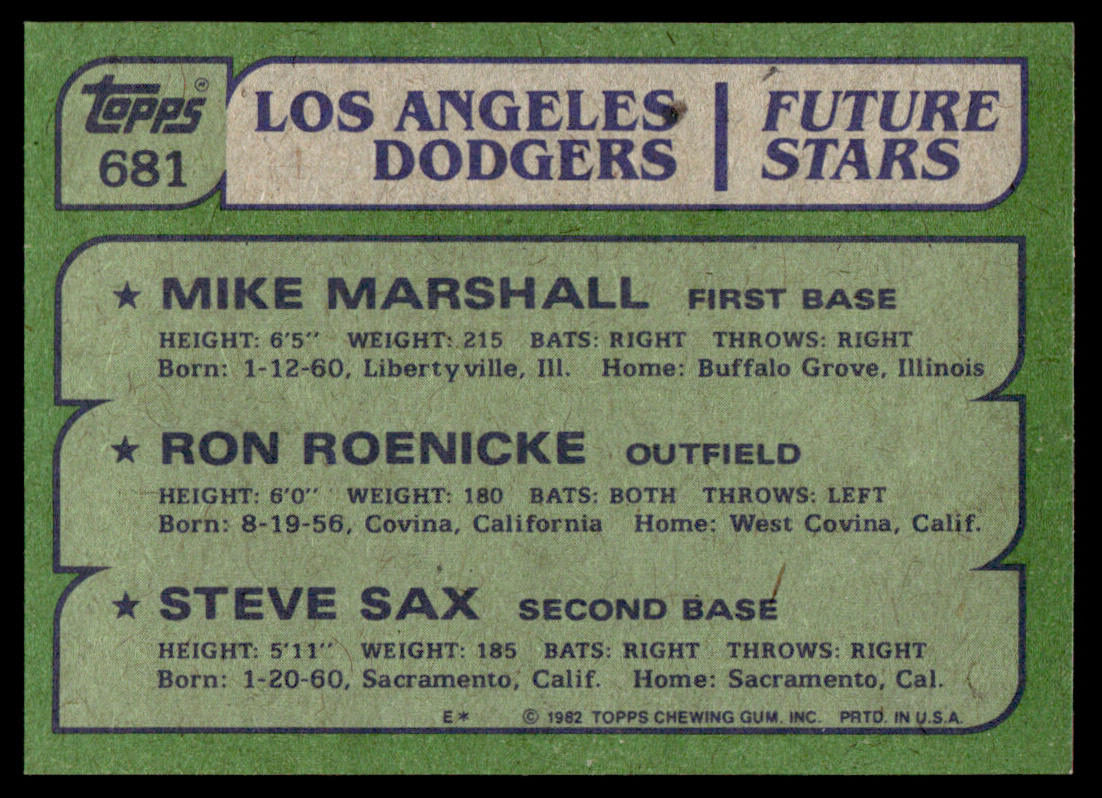 topps®
681
LOS ANGELES DODGERS | FUTURE STARS
★ MIKE MARSHALL FIRST BASE
HEIGHT: 6'5" WEIGHT: 215 BATS: RIGHT THROWS: RIGHT
Born: 1-12-60, Libertyville, Ill. Home: Buffalo Grove, Illinois
★ RON ROENICKE OUTFIELD
HEIGHT: 6'0" WEIGHT: 180 BATS: BOTH THROWS: LEFT
Born: 8-19-56, Covina, California Home: West Covina, Calif.
★ STEVE SAX SECOND BASE
HEIGHT: 5'11" WEIGHT: 185 BATS: RIGHT THROWS: RIGHT
Born: 1-20-60, Sacramento, Calif. Home: Sacramento, Cal.
E* © 1982 TOPPS CHEWING GUM, INC. PRTD. IN U.S.A.